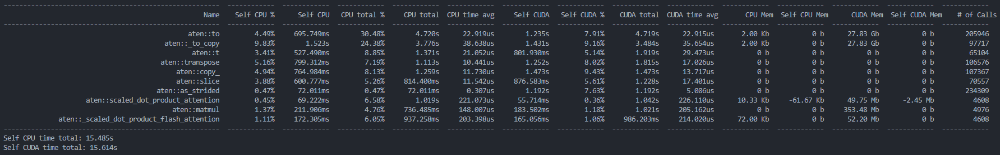 Name Self CPU % Self CPU CPU total % CPU total CPU time avg Self CUDA Self CUDA % CUDA total CUDA time avg CPU Mem Self CPU Mem CUDA Mem Self CUDA Mem # of Calls
aten::to 4.49% 695.749ms 30.48% 4.720s 22.919us 1.235s 7.91% 4.719s 22.915us 2.00 Kb 0 b 27.83 Gb 0 b 205946
aten::_to_copy 9.83% 1.523s 24.38% 3.776s 38.638us 1.431s 9.16% 3.484s 35.654us 2.00 Kb 0 b 27.83 Gb 0 b 97717
aten::t 3.41% 527.490ms 8.85% 1.371s 21.052us 801.930ms 5.14% 1.919s 29.473us 0 b 0 b 0 b 0 b 65104
aten::transpose 5.16% 799.312ms 7.19% 1.113s 10.441us 1.252s 8.02% 1.815s 17.026us 0 b 0 b 0 b 0 b 106576
aten::copy_ 4.94% 764.984ms 8.13% 1.259s 11.730us 1.473s 9.43% 1.473s 13.717us 0 b 0 b 0 b 0 b 107367
aten::slice 3.88% 600.777ms 5.26% 814.400ms 11.542us 876.583ms 5.61% 1.228s 17.401us 0 b 0 b 0 b 0 b 70557
aten::as_strided 0.47% 72.011ms 0.47% 72.011ms 0.307us 1.192s 7.63% 1.192s 5.086us 0 b 0 b 0 b 0 b 234309
aten::scaled_dot_product_attention 0.45% 69.222ms 6.58% 1.019s 221.073us 55.714ms 0.36% 1.042s 226.110us 10.33 Kb -61.67 Kb 49.75 Mb -2.45 Mb 4608
aten::matmul 1.37% 211.906ms 4.76% 736.485ms 148.007us 183.502ms 1.18% 1.021s 205.162us 0 b 0 b 353.48 Mb 0 b 4976
aten::_scaled_dot_product_flash_attention 1.11% 172.305ms 6.05% 937.258ms 203.398us 165.056ms 1.06% 986.203ms 214.020us 72.00 Kb 0 b 52.20 Mb 0 b 4608
Self CPU time total: 15.485s
Self CUDA time total: 15.614s